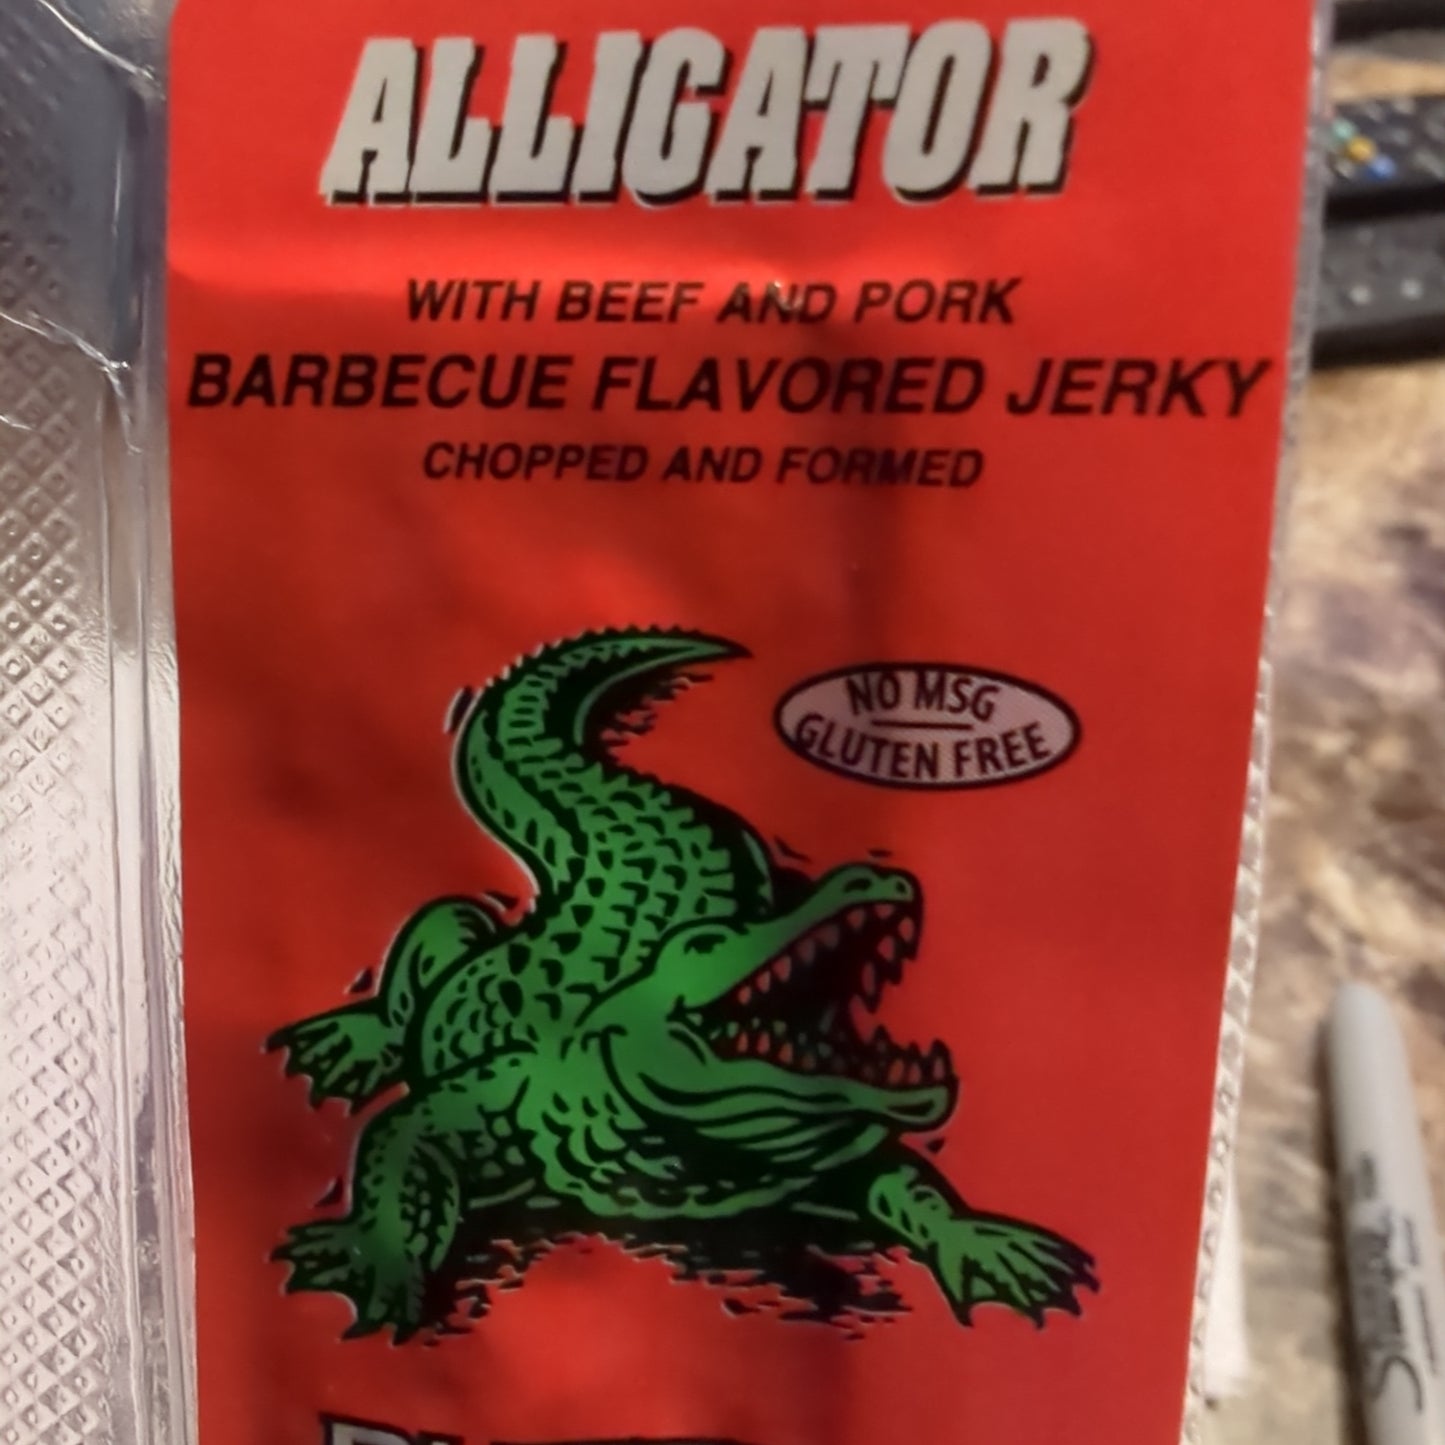 ALLIGATOR
WITH BEEF AND PORK
BARBECUE FLAVORED JERKY
CHOPPED AND FORMED
NO MSG
GLUTEN FREE